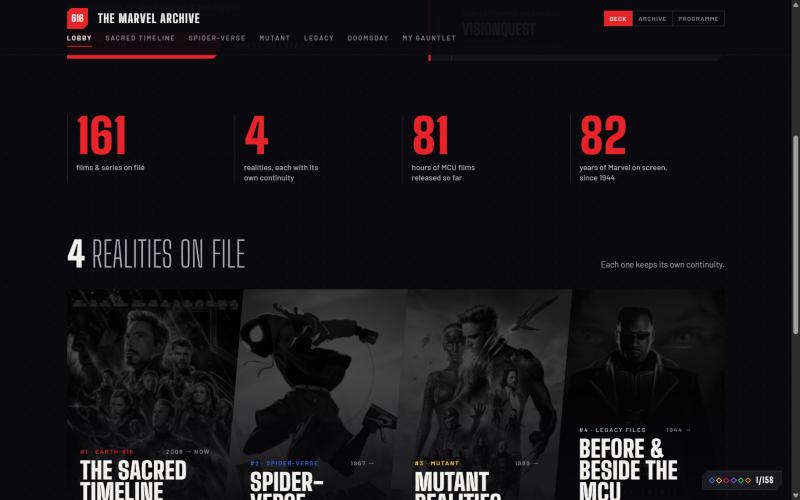 616 THE MARVEL ARCHIVE
DECK ARCHIVE PROGRAMME
LOBBY SACRED TIMELINE SPIDER-VERSE MUTANT LEGACY DOOMSDAY MY GAUNTLET
VISIONQUEST
161
films & series on file
4
realities, each with its
own continuity
81
hours of MCU films
released so far
82
years of Marvel on screen,
since 1944
4 REALITIES ON FILE
Each one keeps its own continuity.
#1 · EARTH-616 2008 → NOW
THE SACRED
TIMELINE
#2 · SPIDER-VERSE 1967 →
SPIDER-
VERSE
#3 · MUTANT 1989 →
MUTANT
REALITIES
#4 · LEGACY FILES 1944 →
BEFORE &
BESIDE THE
MCU
1/158